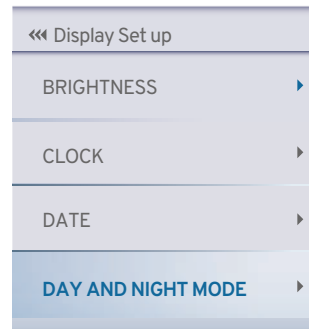 Display Set up
BRIGHTNESS
CLOCK
DATE
DAY AND NIGHT MODE